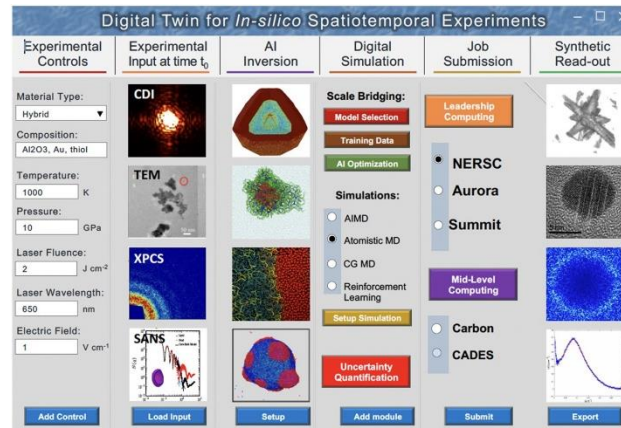 Digital Twin for In-silico Spatiotemporal Experiments
Experimental Controls
Experimental Input at time t0
AI Inversion
Digital Simulation
Job Submission
Synthetic Read-out
Material Type:
Hybrid
Composition:
Al2O3, Au, thiol
Temperature:
1000 K
Pressure:
10 GPa
Laser Fluence:
2 J cm-2
Laser Wavelength:
650 nm
Electric Field:
1 V cm-1
Add Control
CDI
TEM
XPCS
SANS
Load Input
Setup
Scale Bridging:
Model Selection
Training Data
AI Optimization
Simulations:
AIMD
Atomistic MD
CG MD
Reinforcement
Learning
Setup Simulation
Uncertainty
Quantification
Add module
Leadership
Computing
NERSC
Aurora
Summit
Mid-Level
Computing
Carbon
CADES
Submit
Export